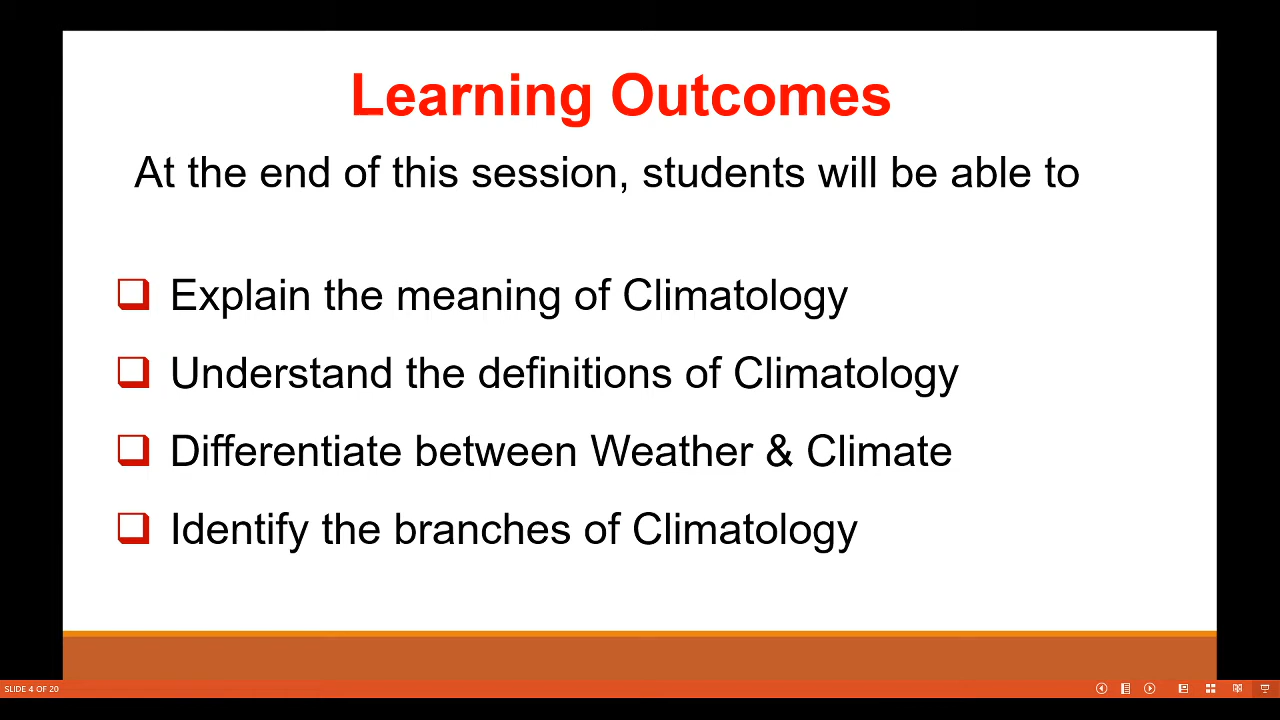 Learning Outcomes
At the end of this session, students will be able to
Explain the meaning of Climatology
Understand the definitions of Climatology
Differentiate between Weather & Climate
Identify the branches of Climatology
SLIDE 4 OF 20